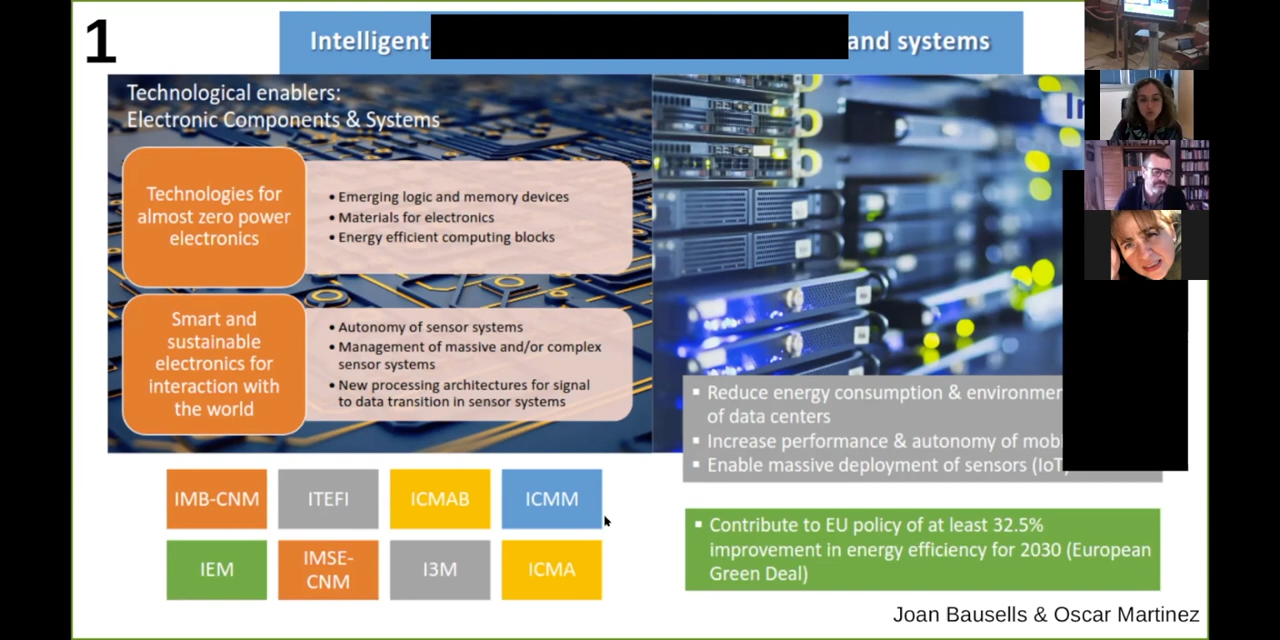 1
Intelligent and systems
Technological enablers:
Electronic Components & Systems
In
Technologies for
almost zero power
electronics
• Emerging logic and memory devices
• Materials for electronics
• Energy efficient computing blocks
Smart and
sustainable
electronics for
interaction with
the world
• Autonomy of sensor systems
• Management of massive and/or complex
sensor systems
• New processing architectures for signal
to data transition in sensor systems
▪ Reduce energy consumption & environmen
of data centers
▪ Increase performance & autonomy of mob
▪ Enable massive deployment of sensors (IoT)
IMB-CNM
ITEFI
ICMAB
ICMM
IEM
IMSE-
CNM
I3M
ICMA
▪ Contribute to EU policy of at least 32.5%
improvement in energy efficiency for 2030 (European
Green Deal)
Joan Bausells & Oscar Martinez